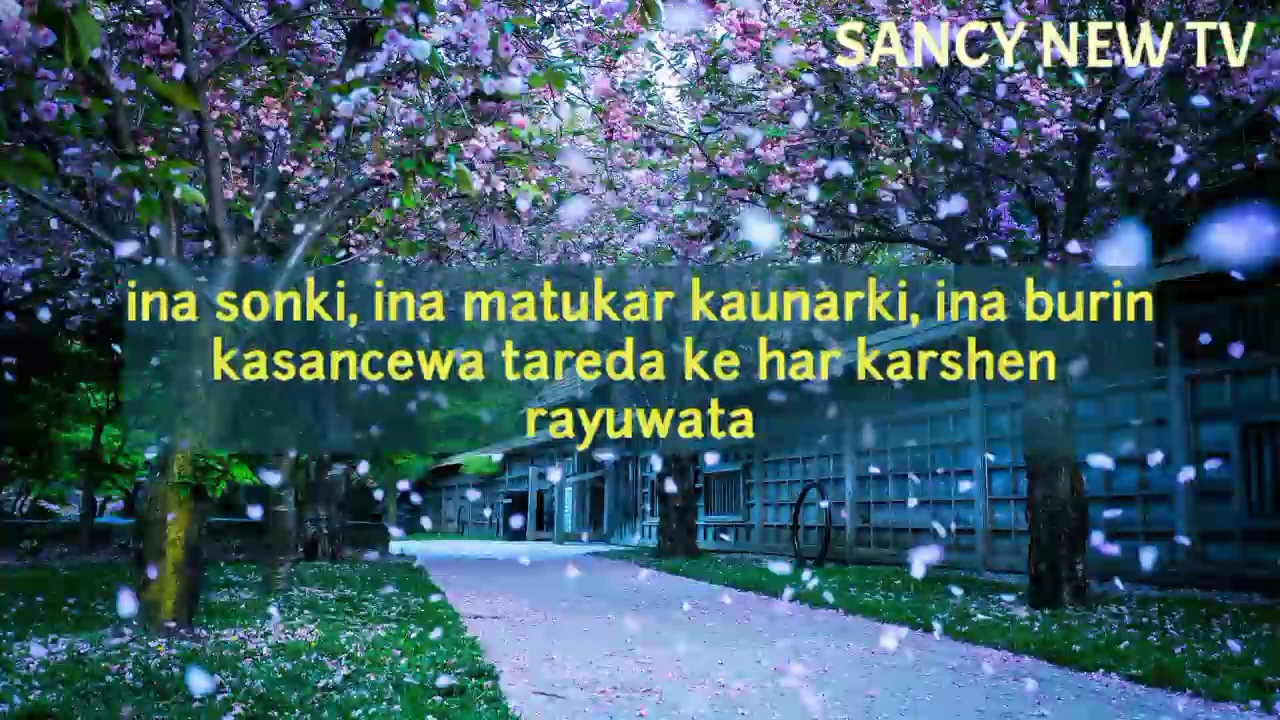 SANCY NEW TV
ina sonki, ina matukar kaunarki, ina burin
kasancewa tareda ke har karshen
rayuwata